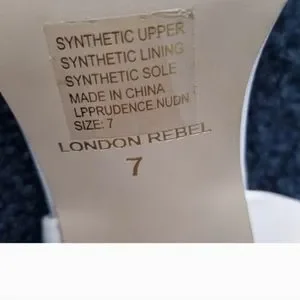 SYNTHETIC UPPER
SYNTHETIC LINING
SYNTHETIC SOLE
MADE IN CHINA
LPPRUDENCE.NUDN
SIZE: 7
LONDON REBEL
7